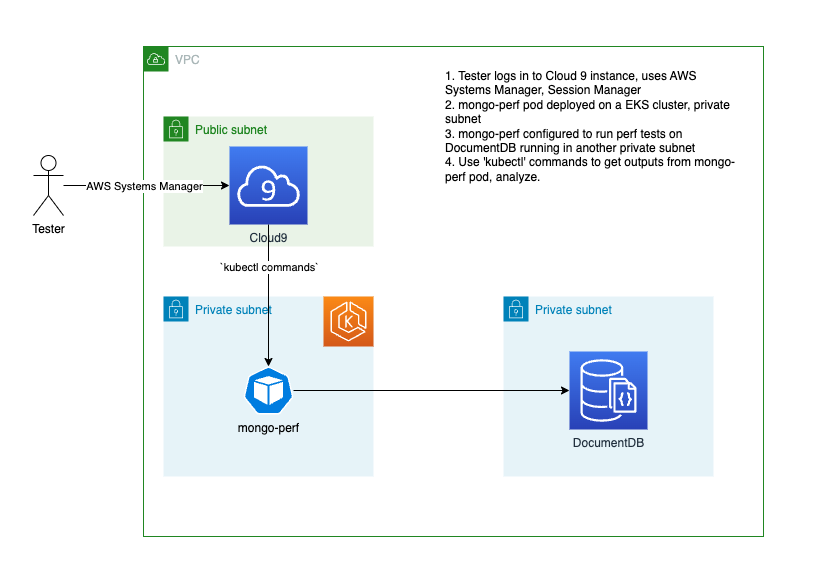 VPC
1. Tester logs in to Cloud 9 instance, uses AWS
Systems Manager, Session Manager
2. mongo-perf pod deployed on a EKS cluster, private
subnet
3. mongo-perf configured to run perf tests on
DocumentDB running in another private subnet
4. Use 'kubectl' commands to get outputs from mongo-
perf pod, analyze.
Public subnet
9
AWS Systems Manager
Tester
Cloud9
`kubectl commands`
Private subnet
K
Private subnet
{}
mongo-perf
DocumentDB